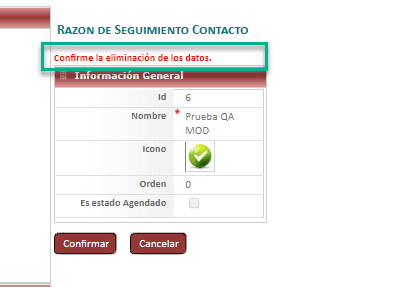 RAZON DE SEGUIMIENTO CONTACTO
Confirme la eliminación de los datos.
Información General
Id 6
Nombre * Prueba QA
MOD
Icono
Orden 0
Es estado Agendado
Confirmar Cancelar